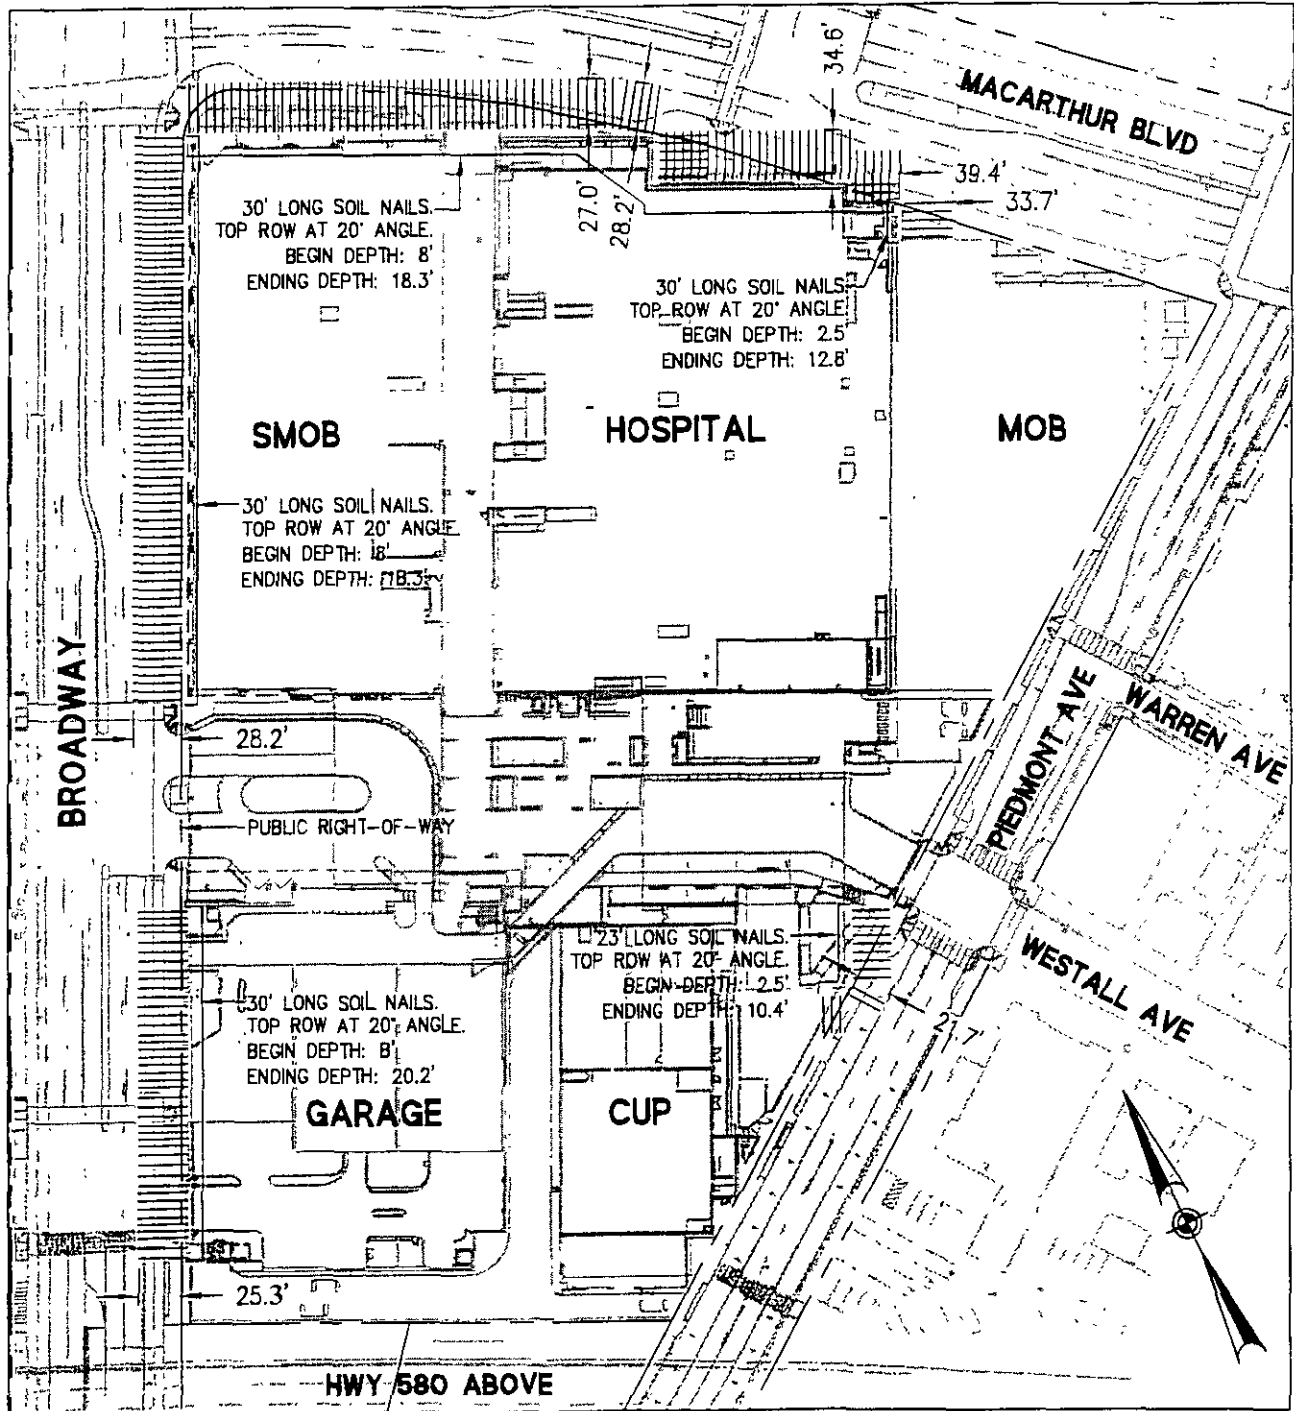 34.6'
MACARTHUR BLVD
27.0'
28.2'
39.4'
33.7'
30' LONG SOIL NAILS.
TOP ROW AT 20° ANGLE.
BEGIN DEPTH: 8'
ENDING DEPTH: 18.3'
30' LONG SOIL NAILS
TOP ROW AT 20° ANGLE
BEGIN DEPTH: 2.5'
ENDING DEPTH: 12.8'
SMOB
HOSPITAL
MOB
30' LONG SOIL NAILS.
TOP ROW AT 20° ANGLE.
BEGIN DEPTH: 8'
ENDING DEPTH: 18.3'
BROADWAY
28.2'
PUBLIC RIGHT-OF-WAY
PIEDMONT AVE
WARREN AVE
WESTALL AVE
23' LONG SOIL NAILS.
TOP ROW AT 20° ANGLE.
BEGIN DEPTH: 2.5'
ENDING DEPTH: 10.4'
21.7'
30' LONG SOIL NAILS.
TOP ROW AT 20° ANGLE.
BEGIN DEPTH: 8'
ENDING DEPTH: 20.2'
GARAGE
CUP
25.3'
HWY 580 ABOVE